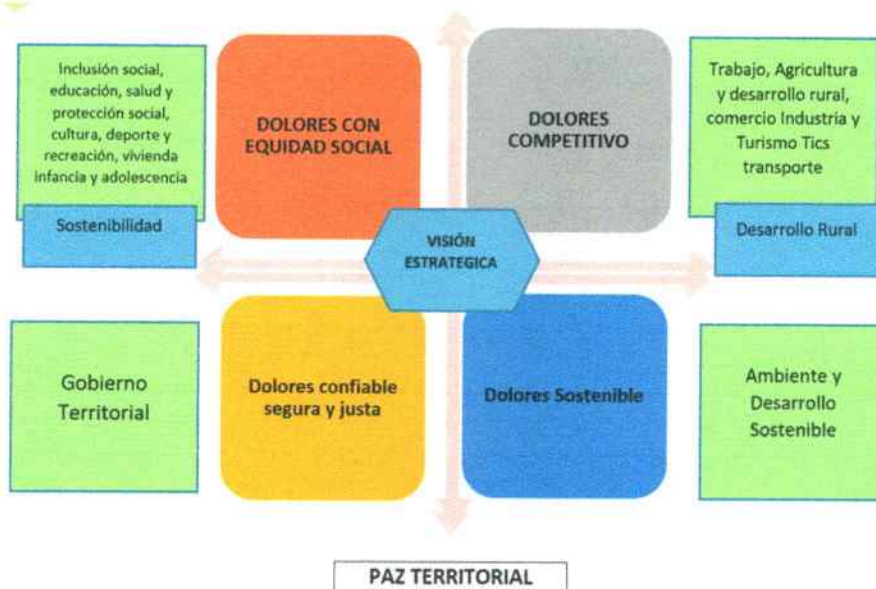 Inclusión social,
educación, salud y
protección social,
cultura, deporte y
recreación, vivienda
infancia y adolescencia
Sostenibilidad
DOLORES CON
EQUIDAD SOCIAL
DOLORES
COMPETITIVO
Trabajo, Agricultura
y desarrollo rural,
comercio Industria y
Turismo Tics
transporte
Desarrollo Rural
VISIÓN
ESTRATEGICA
Gobierno
Territorial
Dolores confiable
segura y justa
Dolores Sostenible
Ambiente y
Desarrollo
Sostenible
PAZ TERRITORIAL